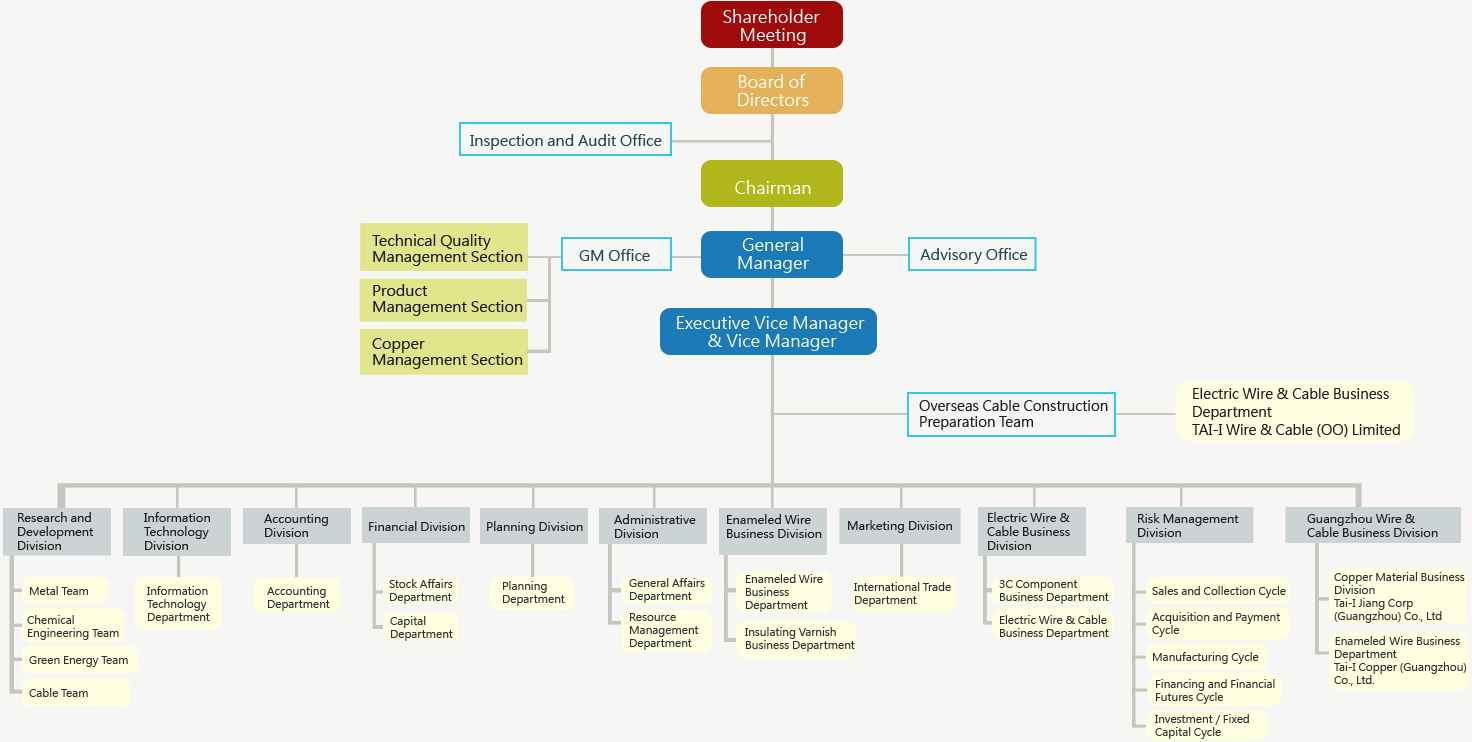 Shareholder
Meeting
Board of
Directors
Inspection and Audit Office
Chairman
Technical Quality
Management Section
GM Office
General
Manager
Advisory Office
Product
Management Section
Copper
Management Section
Executive Vice Manager
& Vice Manager
Overseas Cable Construction
Preparation Team
Electric Wire & Cable Business
Department
TAI-I Wire & Cable (OO) Limited
Research and
Development
Division
Information
Technology
Division
Accounting
Division
Financial Division
Planning Division
Administrative
Division
Enameled Wire
Business Division
Marketing Division
Electric Wire &
Cable Business
Division
Risk Management
Division
Guangzhou Wire &
Cable Business Division
Metal Team
Chemical
Engineering Team
Green Energy Team
Cable Team
Information
Technology
Department
Accounting
Department
Stock Affairs
Department
Capital
Department
Planning
Department
General Affairs
Department
Resource
Management
Department
Enameled Wire
Business
Department
Insulating Varnish
Business Department
International Trade
Department
3C Component
Business Department
Electric Wire & Cable
Business Department
Sales and Collection Cycle
Acquisition and Payment
Cycle
Manufacturing Cycle
Financing and Financial
Futures Cycle
Investment / Fixed
Capital Cycle
Copper Material Business
Division
Tai-I Jiang Corp
(Guangzhou) Co., Ltd
Enameled Wire Business
Department
Tai-I Copper (Guangzhou)
Co., Ltd.